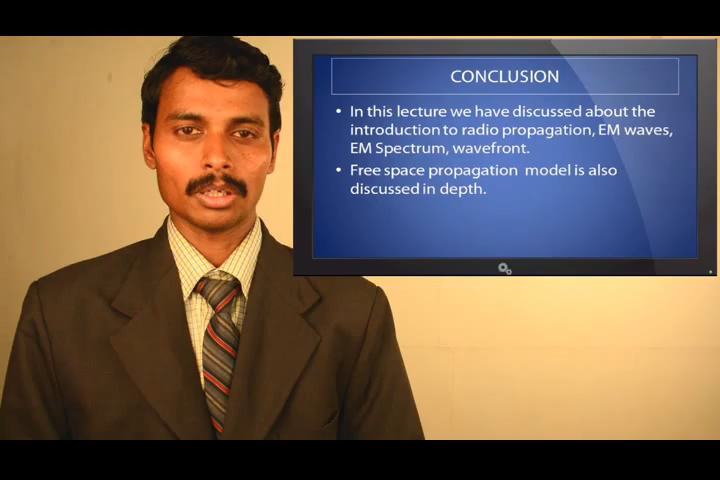 CONCLUSION
• In this lecture we have discussed about the
introduction to radio propagation, EM waves,
EM Spectrum, wavefront.
• Free space propagation  model is also
discussed in depth.